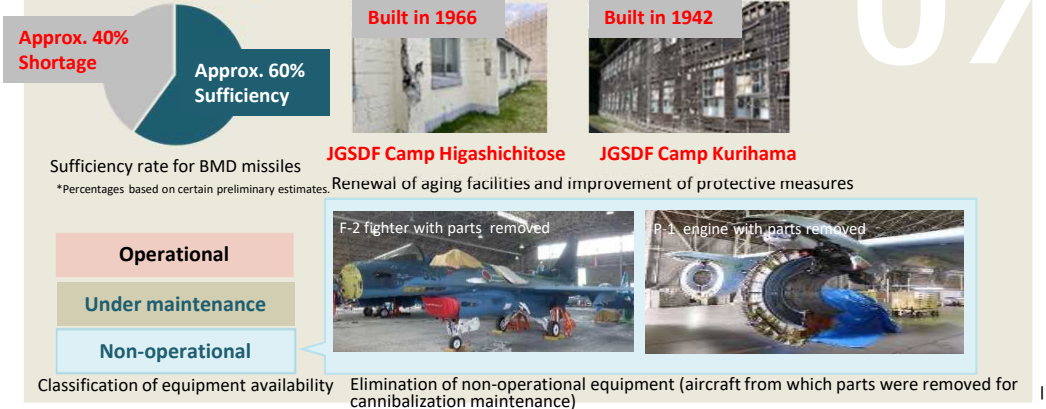 07
Approx. 40%
Shortage
Approx. 60%
Sufficiency
Sufficiency rate for BMD missiles
*Percentages based on certain preliminary estimates.
Built in 1966
Built in 1942
JGSDF Camp Higashichitose
JGSDF Camp Kurihama
Renewal of aging facilities and improvement of protective measures
Operational
Under maintenance
Non-operational
Classification of equipment availability
F-2 fighter with parts removed
P-1 engine with parts removed
Elimination of non-operational equipment (aircraft from which parts were removed for
cannibalization maintenance)